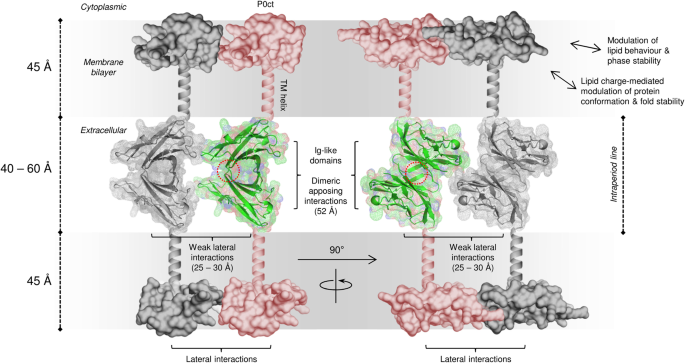 Cytoplasmic
P0ct
45 Å
Membrane
bilayer
TM helix
Modulation of
lipid behaviour &
phase stability
Lipid charge-mediated
modulation of protein
conformation & fold stability
Extracellular
40 – 60 Å
Ig-like
domains
Dimeric
apposing
interactions
(52 Å)
Intraperiod line
Weak lateral
interactions
(25 – 30 Å)
90°
Weak lateral
interactions
(25 – 30 Å)
45 Å
Lateral interactions
Lateral interactions